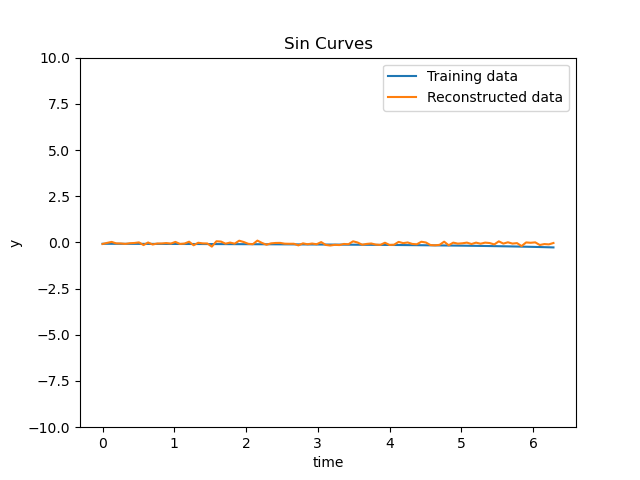 Sin Curves
Training data
Reconstructed data
10.0
7.5
5.0
2.5
0.0
−2.5
−5.0
−7.5
−10.0
y
0 1 2 3 4 5 6
time